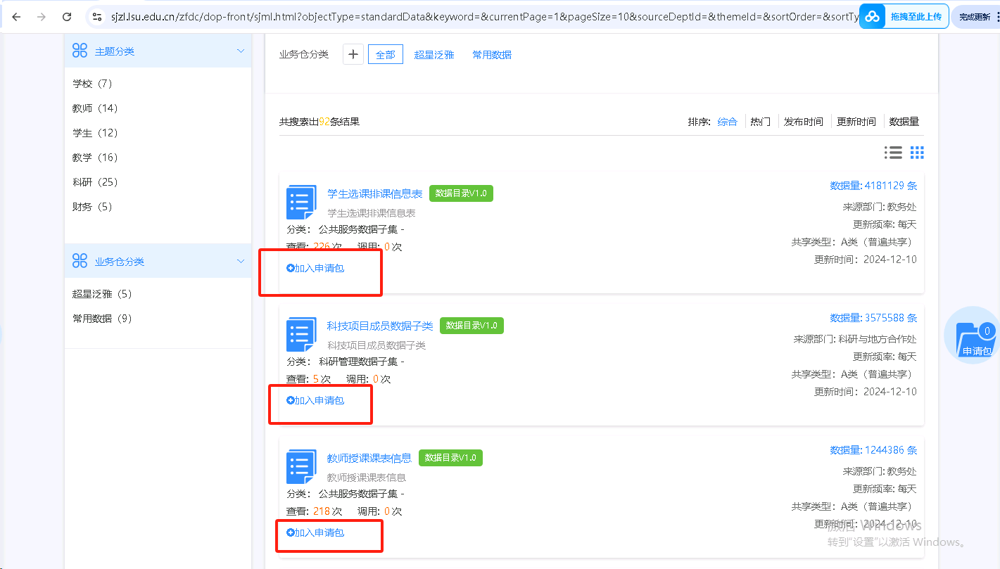 sjzl.lsu.edu.cn/zfdc/dop-front/sjml.html?objectType=standardData&keyword=&currentPage=1&pageSize=10&sourceDeptId=&themeId=&sortOrder=&sortTy
拖拽至此上传
完成更新
主题分类
学校（7）
教师（14）
学生（12）
教学（16）
科研（25）
财务（5）
业务仓分类
超星泛雅（5）
常用数据（9）
业务仓分类 + 全部 超星泛雅 常用数据
共搜索出92条结果
排序: 综合 热门 发布时间 更新时间 数据量
学生选课排课信息表 数据目录V1.0
数据量: 4181129 条
学生选课排课信息表
来源部门: 教务处
分类： 公共服务数据子集 -
更新频率: 每天
查看: 226 次 调用: 0 次
共享类型：A类（普遍共享）
更新时间：2024-12-10
加入申请包
科技项目成员数据子类 数据目录V1.0
数据量: 3575588 条
科技项目成员数据子类
来源部门: 科研与地方合作处
分类： 科研管理数据子集 -
更新频率: 每天
查看: 5 次 调用: 0 次
共享类型：A类（普遍共享）
更新时间：2024-12-10
加入申请包
0
申请包
教师授课课表信息 数据目录V1.0
数据量: 1244386 条
教师授课课表信息
来源部门: 教务处
分类： 公共服务数据子集 -
更新频率: 每天
查看: 218 次 调用: 0 次
共享类型：A类（普遍共享）
更新时间：2024-12-10
加入申请包
激活 Windows
转到“设置”以激活 Windows。